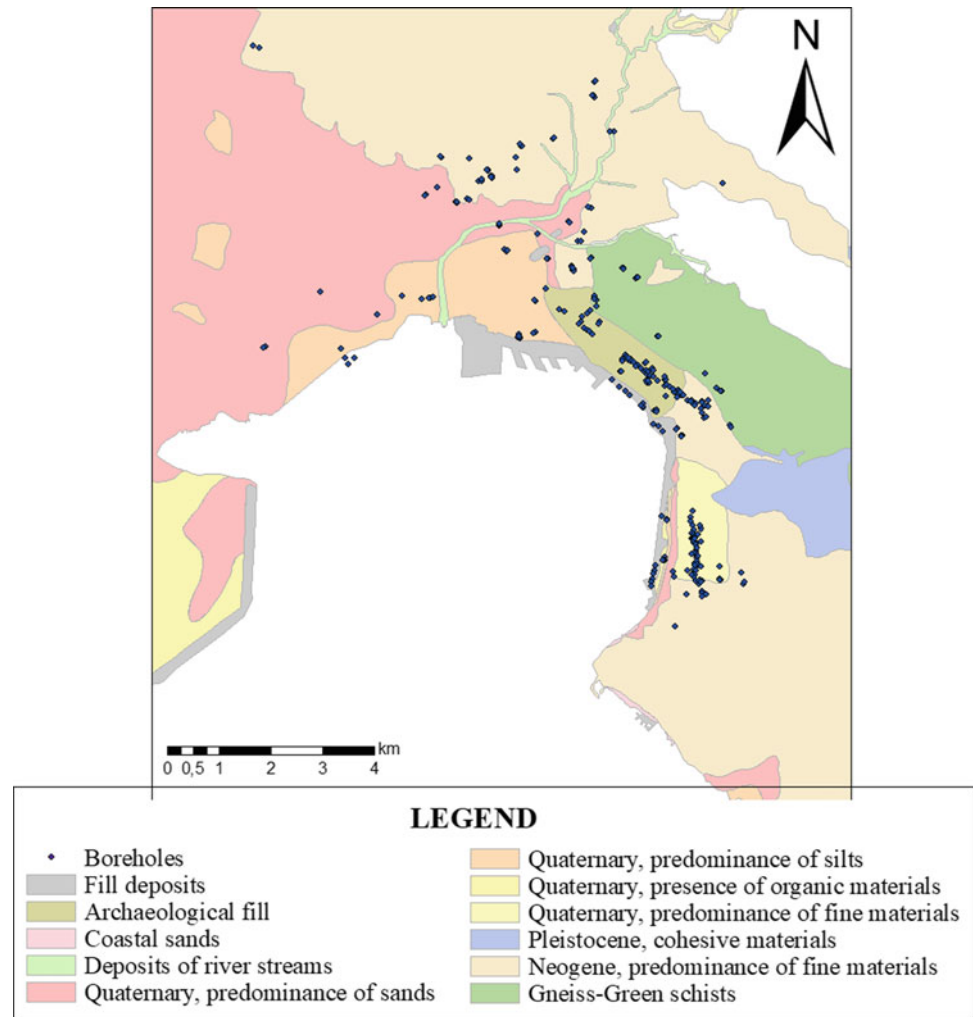 N
km
0 0,5 1 2 3 4
LEGEND
Boreholes
Fill deposits
Archaeological fill
Coastal sands
Deposits of river streams
Quaternary, predominance of sands
Quaternary, predominance of silts
Quaternary, presence of organic materials
Quaternary, predominance of fine materials
Pleistocene, cohesive materials
Neogene, predominance of fine materials
Gneiss-Green schists